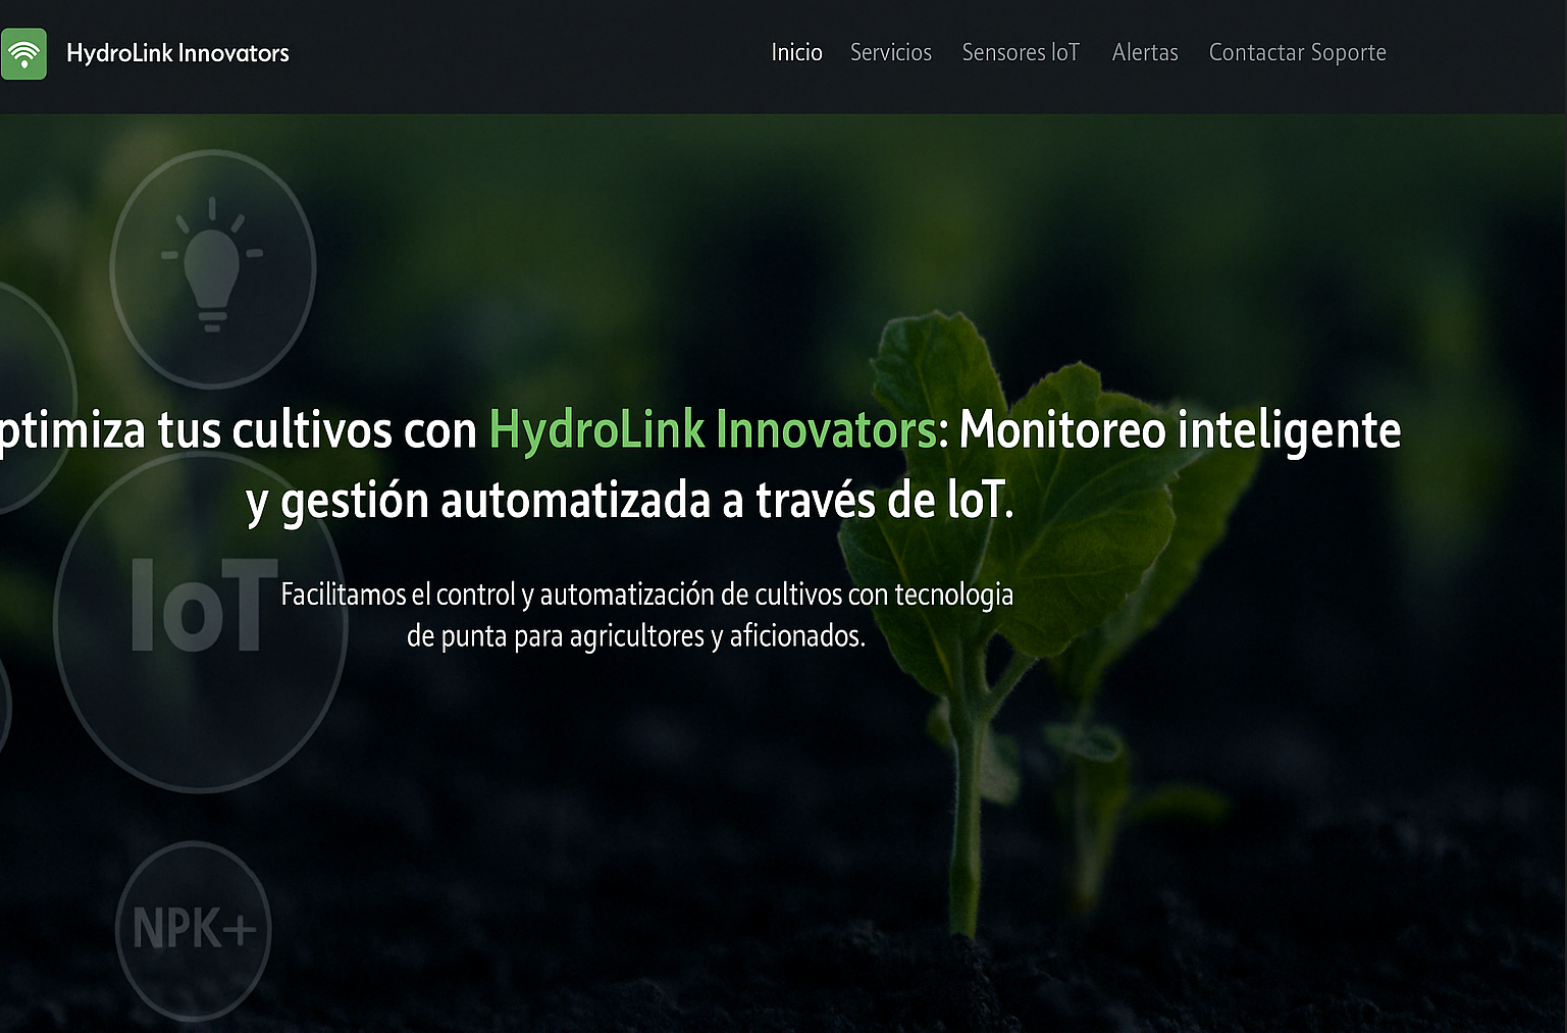 HydroLink Innovators
Inicio Servicios Sensores IoT Alertas Contactar Soporte
ptimiza tus cultivos con HydroLink Innovators: Monitoreo inteligente
y gestión automatizada a través de IoT.
IoT
Facilitamos el control y automatización de cultivos con tecnologia
de punta para agricultores y aficionados.
NPK+